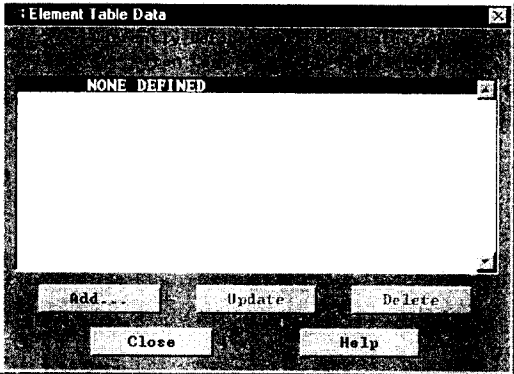 Element Table Data
NONE DEFINED
Add... Update Delete
Close Help